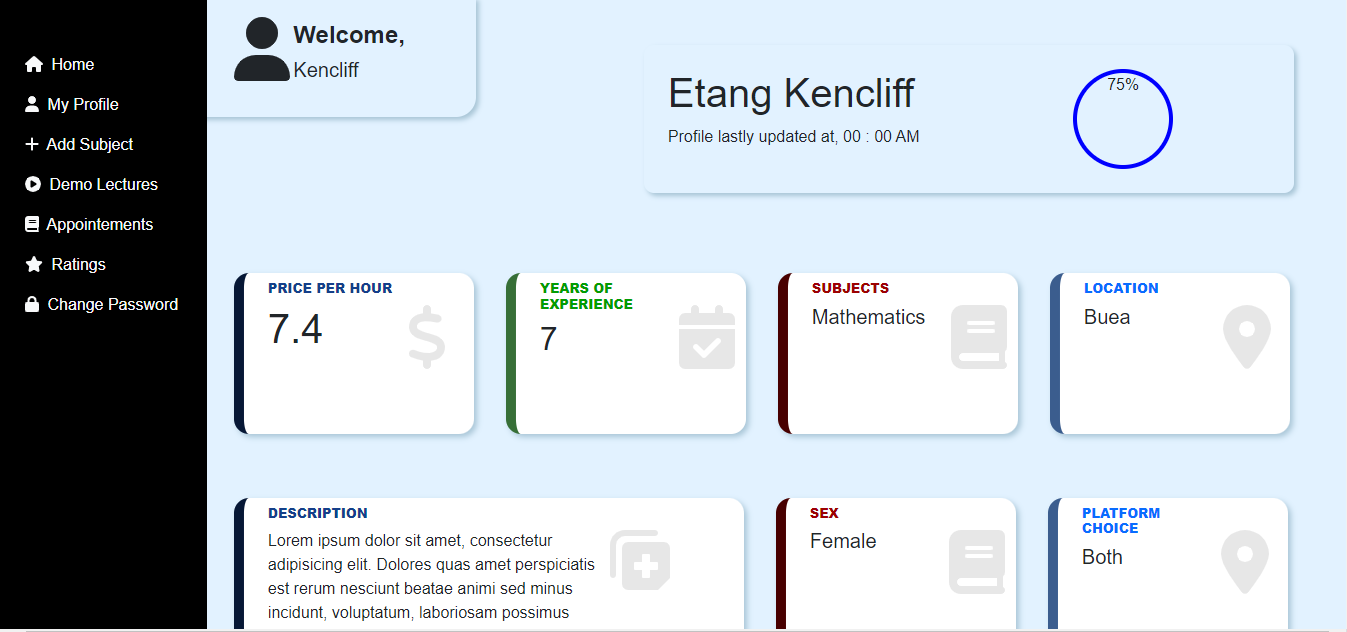 Home
My Profile
Add Subject
Demo Lectures
Appointements
Ratings
Change Password
Welcome,
Kencliff
Etang Kencliff
Profile lastly updated at, 00 : 00 AM
75%
PRICE PER HOUR
7.4
YEARS OF
EXPERIENCE
7
SUBJECTS
Mathematics
LOCATION
Buea
DESCRIPTION
Lorem ipsum dolor sit amet, consectetur
adipisicing elit. Dolores quas amet perspiciatis
est rerum nesciunt beatae animi sed minus
incidunt, voluptatum, laboriosam possimus
SEX
Female
PLATFORM
CHOICE
Both